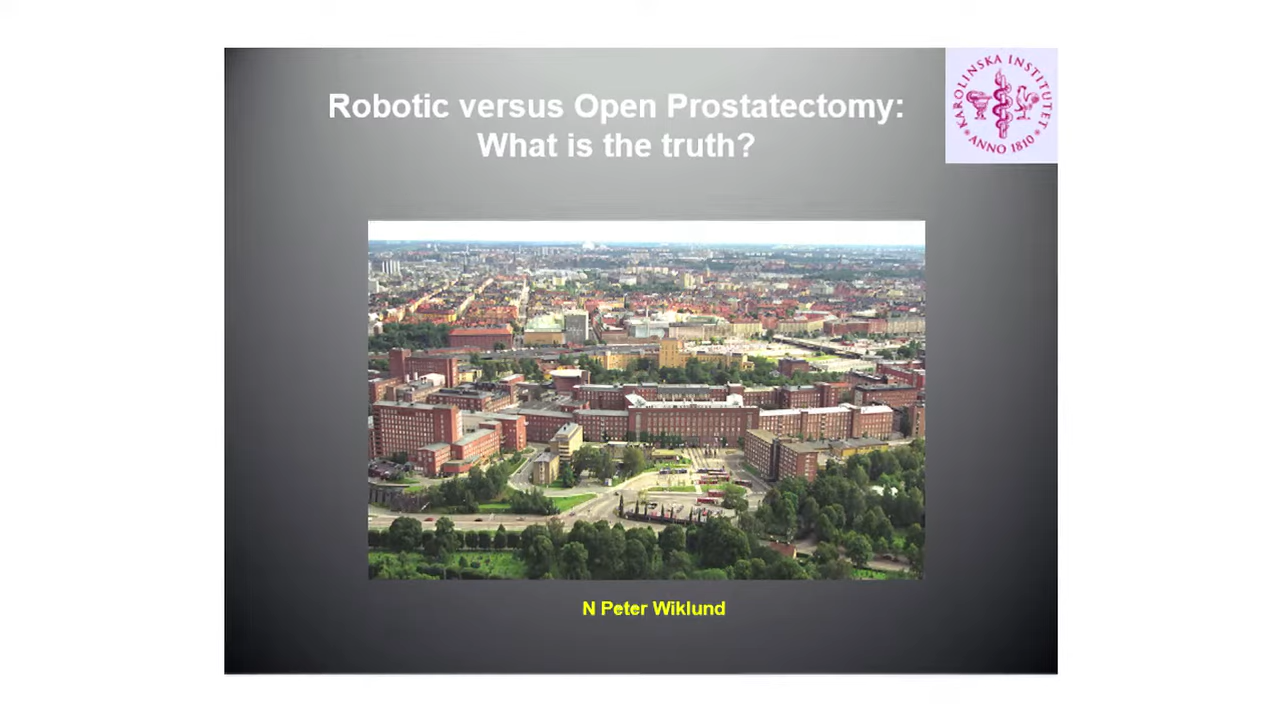 Robotic versus Open Prostatectomy:
What is the truth?
KAROLINSKA INSTITUTET
ANNO 1810
N Peter Wiklund